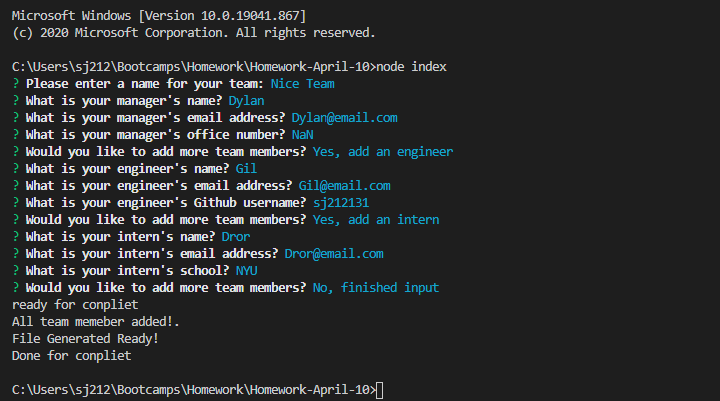 Microsoft Windows [Version 10.0.19041.867]
(c) 2020 Microsoft Corporation. All rights reserved.
C:\Users\sj212\Bootcamps\Homework\Homework-April-10>node index
? Please enter a name for your team: Nice Team
? What is your manager's name? Dylan
? What is your manager's email address? Dylan@email.com
? What is your manager's office number? NaN
? Would you like to add more team members? Yes, add an engineer
? What is your engineer's name? Gil
? What is your engineer's email address? Gil@email.com
? What is your engineer's Github username? sj212131
? Would you like to add more team members? Yes, add an intern
? What is your intern's name? Dror
? What is your intern's email address? Dror@email.com
? What is your intern's school? NYU
? Would you like to add more team members? No, finished input
ready for conpliet
All team memeber added!.
File Generated Ready!
Done for conpliet
C:\Users\sj212\Bootcamps\Homework\Homework-April-10>